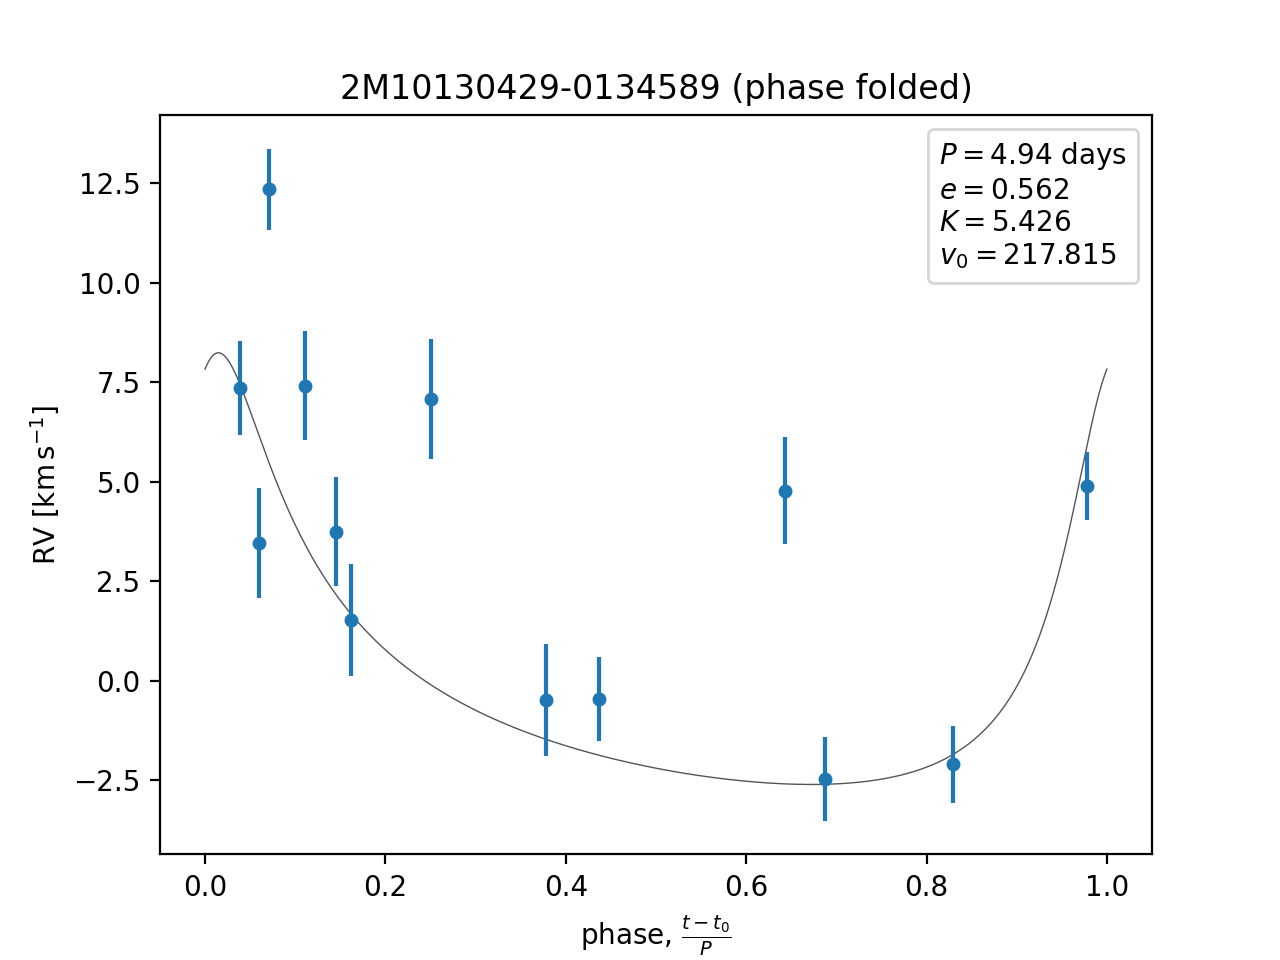 2M10130429-0134589 (phase folded)
P = 4.94 days
e = 0.562
K = 5.426
v₀ = 217.815
12.5
10.0
7.5
5.0
2.5
0.0
−2.5
RV [km s⁻¹]
0.0 0.2 0.4 0.6 0.8 1.0
phase, (t − t₀)/P